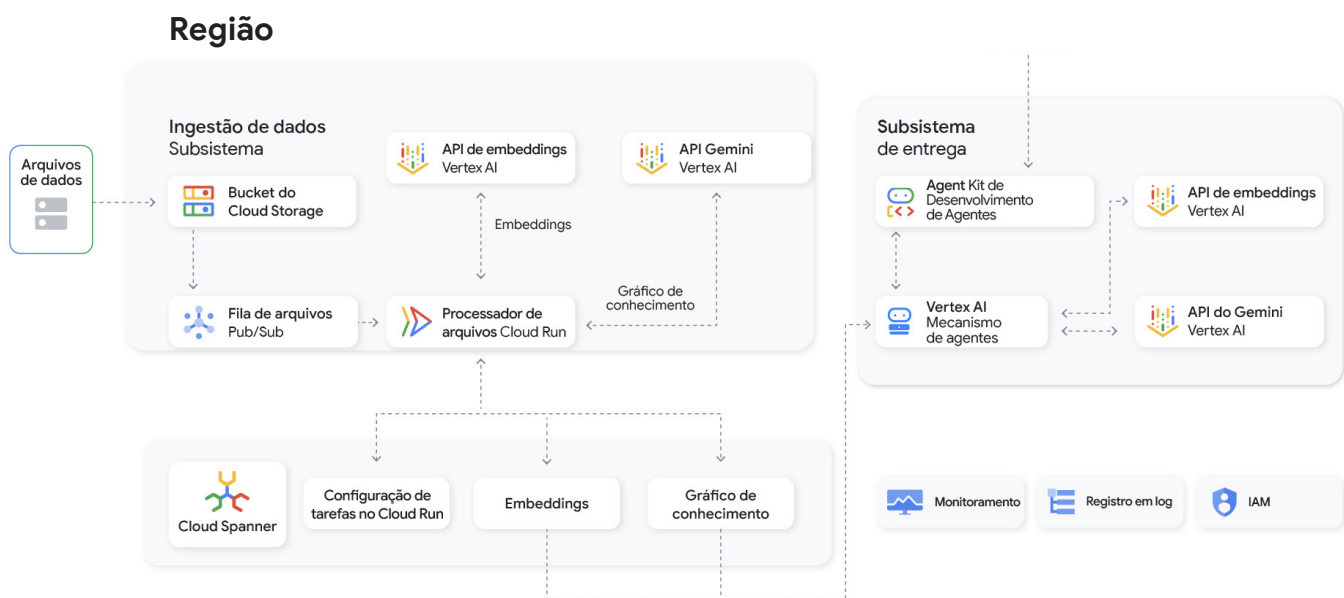 Região
Arquivos
de dados
Ingestão de dados
Subsistema
Bucket do
Cloud Storage
API de embeddings
Vertex AI
API Gemini
Vertex AI
Embeddings
Gráfico de
conhecimento
Fila de arquivos
Pub/Sub
Processador de
arquivos Cloud Run
Cloud Spanner
Configuração de
tarefas no Cloud Run
Embeddings
Gráfico de
conhecimento
Subsistema
de entrega
Agent Kit de
Desenvolvimento
de Agentes
API de embeddings
Vertex AI
Vertex AI
Mecanismo
de agentes
API do Gemini
Vertex AI
Monitoramento
Registro em log
IAM